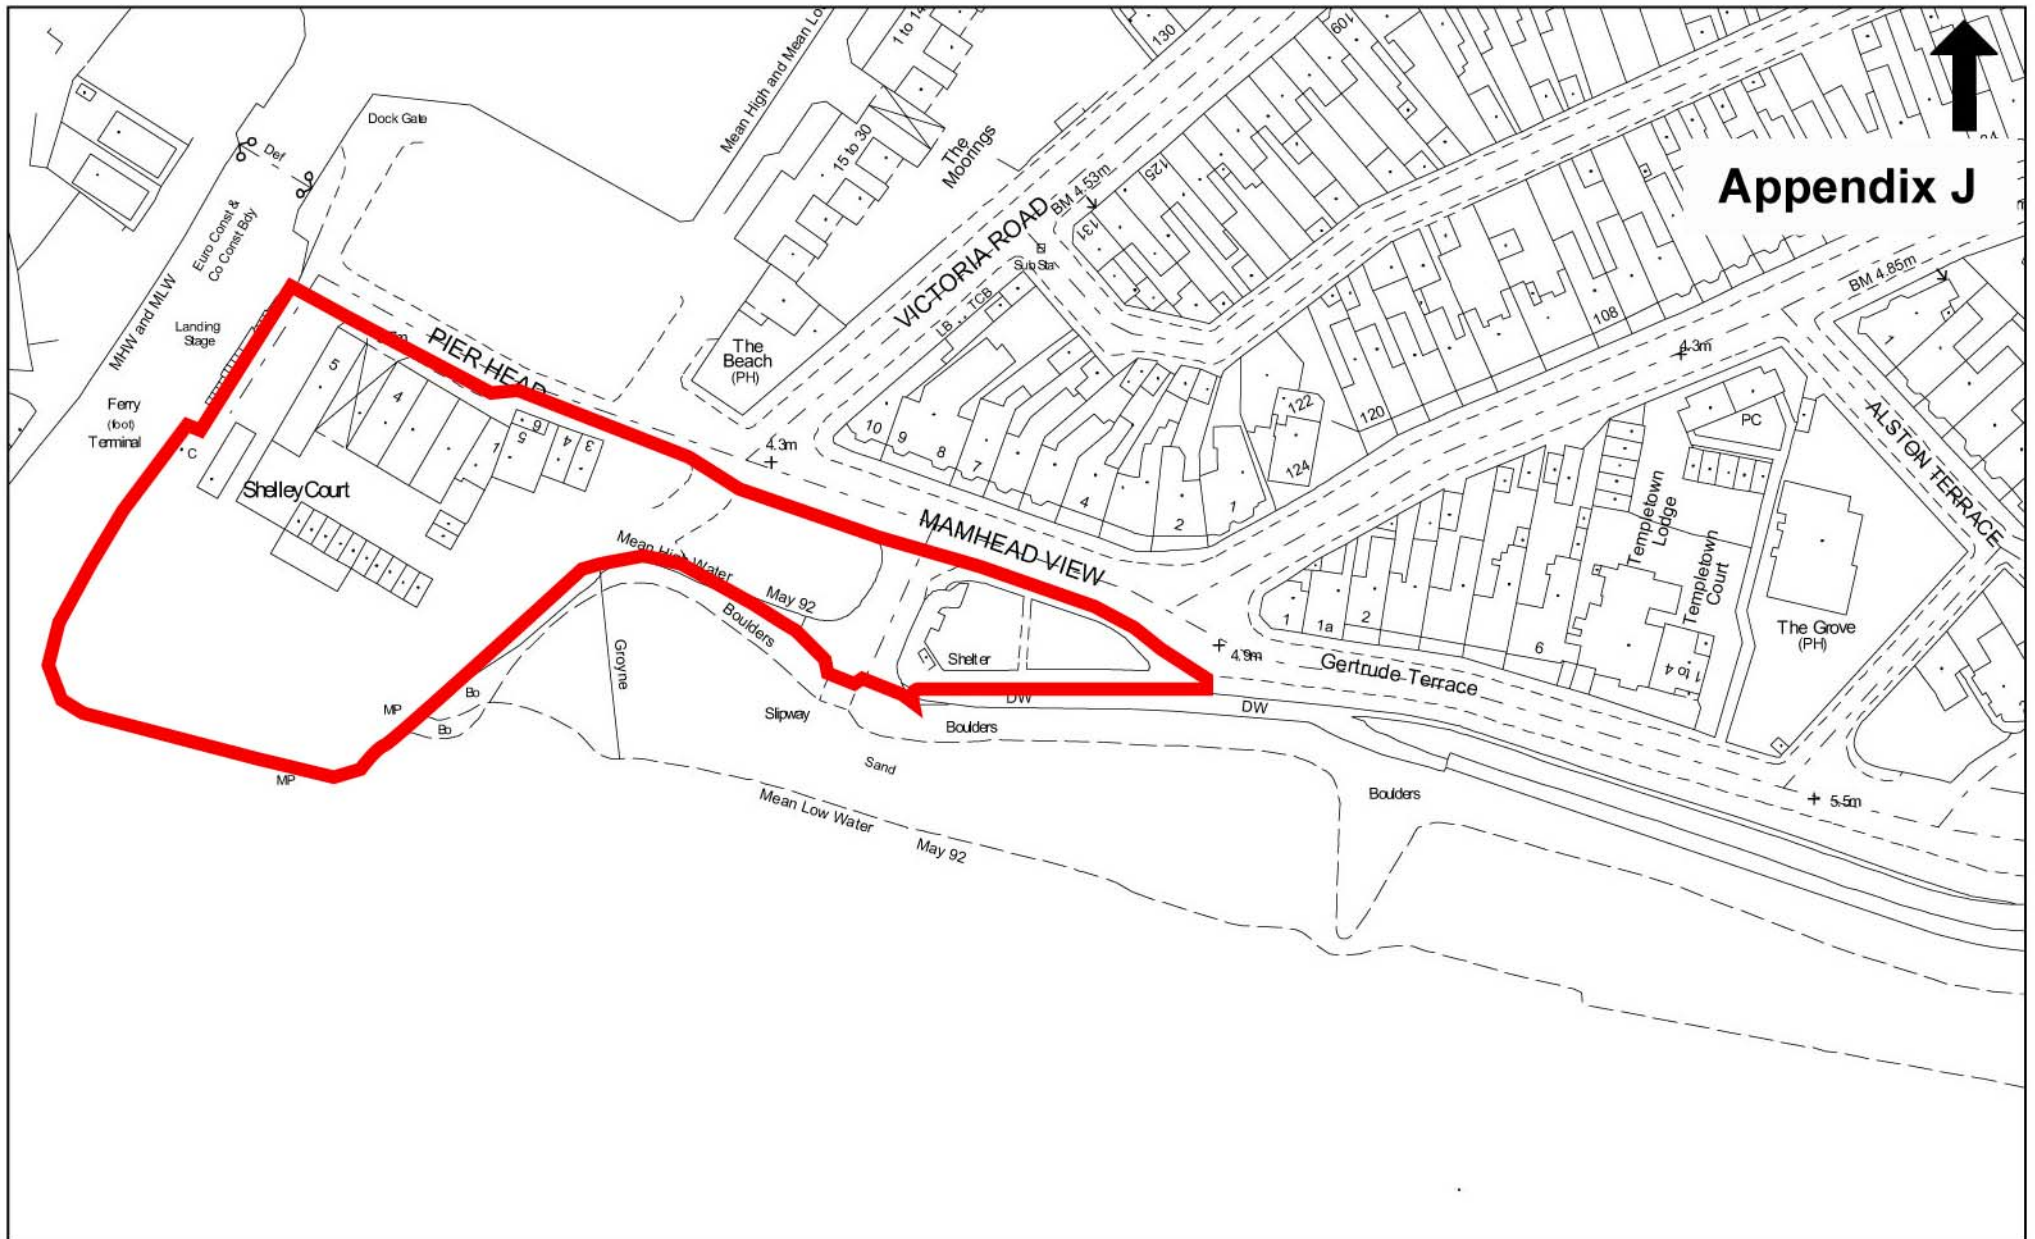 1 to 14
130
109
Dock Gate
Mean High and Mean Lo
Def
15 to 30
The
Moorings
125
BM 4.53m
Appendix J
131
VICTORIA ROAD
Euro Const &
Co Const Bdy
Sub Sta
BM 4.85m
MHW and MLW
LB
TCB
Landing
Stage
PIER HEAD
The
Beach
(PH)
108
1
4.3m
5
4
Ferry
(foot)
Terminal
C
1
5
6
4
3
10
9
8
7
4
2
1
122
124
120
PC
ALSTON TERRACE
4.3m
Shelley Court
MAMHEAD VIEW
Templetown
Lodge
Templetown
Court
Mean High Water
May 92
Boulders
Groyne
Shelter
1
1a
2
6
1 to 4
The Grove
(PH)
4.9m
Gertrude Terrace
Bo
MP
Bo
Slipway
DW
DW
Boulders
Sand
MP
Mean Low Water
May 92
Boulders
5.5m